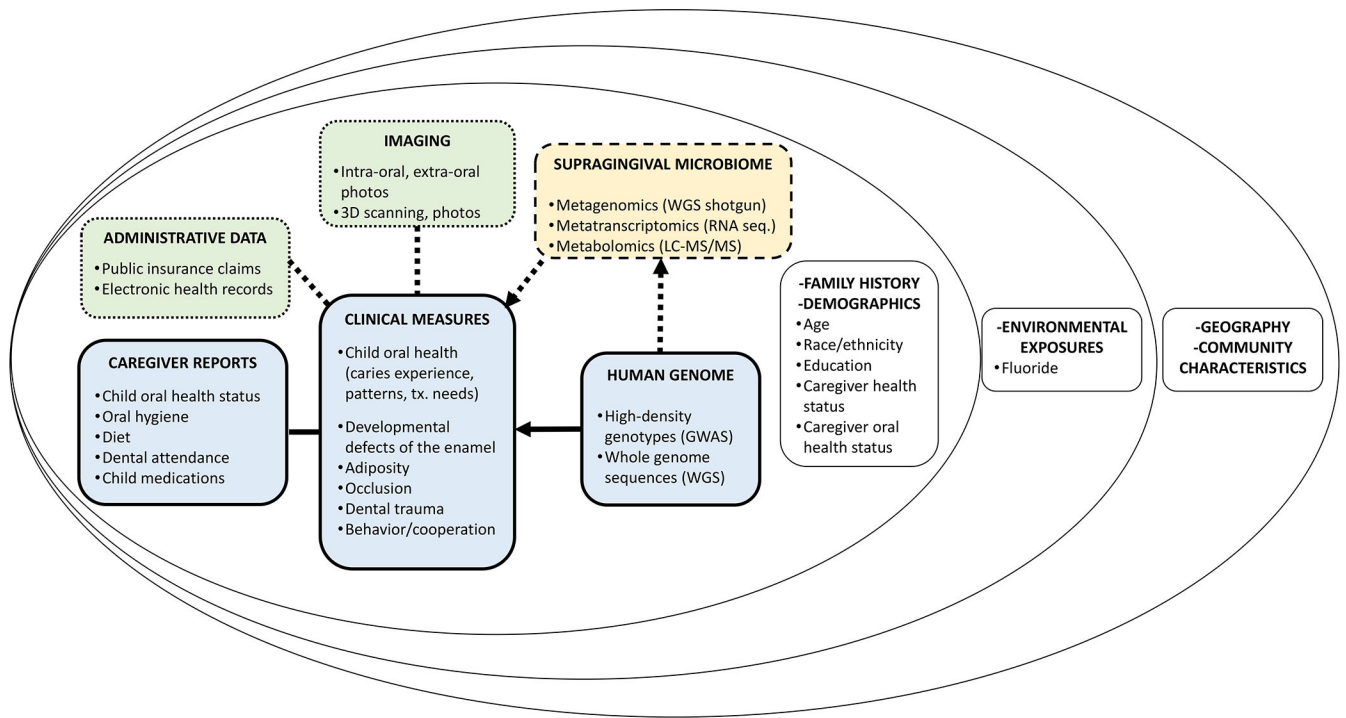 IMAGING
•Intra-oral, extra-oral
photos
•3D scanning, photos
SUPRAGINGIVAL MICROBIOME
•Metagenomics (WGS shotgun)
•Metatranscriptomics (RNA seq.)
•Metabolomics (LC-MS/MS)
ADMINISTRATIVE DATA
•Public insurance claims
•Electronic health records
CLINICAL MEASURES
•Child oral health
(caries experience,
patterns, tx. needs)
•Developmental
defects of the enamel
•Adiposity
•Occlusion
•Dental trauma
•Behavior/cooperation
CAREGIVER REPORTS
•Child oral health status
•Oral hygiene
•Diet
•Dental attendance
•Child medications
HUMAN GENOME
•High-density
genotypes (GWAS)
•Whole genome
sequences (WGS)
-FAMILY HISTORY
-DEMOGRAPHICS
•Age
•Race/ethnicity
•Education
•Caregiver health
status
•Caregiver oral
health status
-ENVIRONMENTAL
EXPOSURES
•Fluoride
-GEOGRAPHY
-COMMUNITY
CHARACTERISTICS